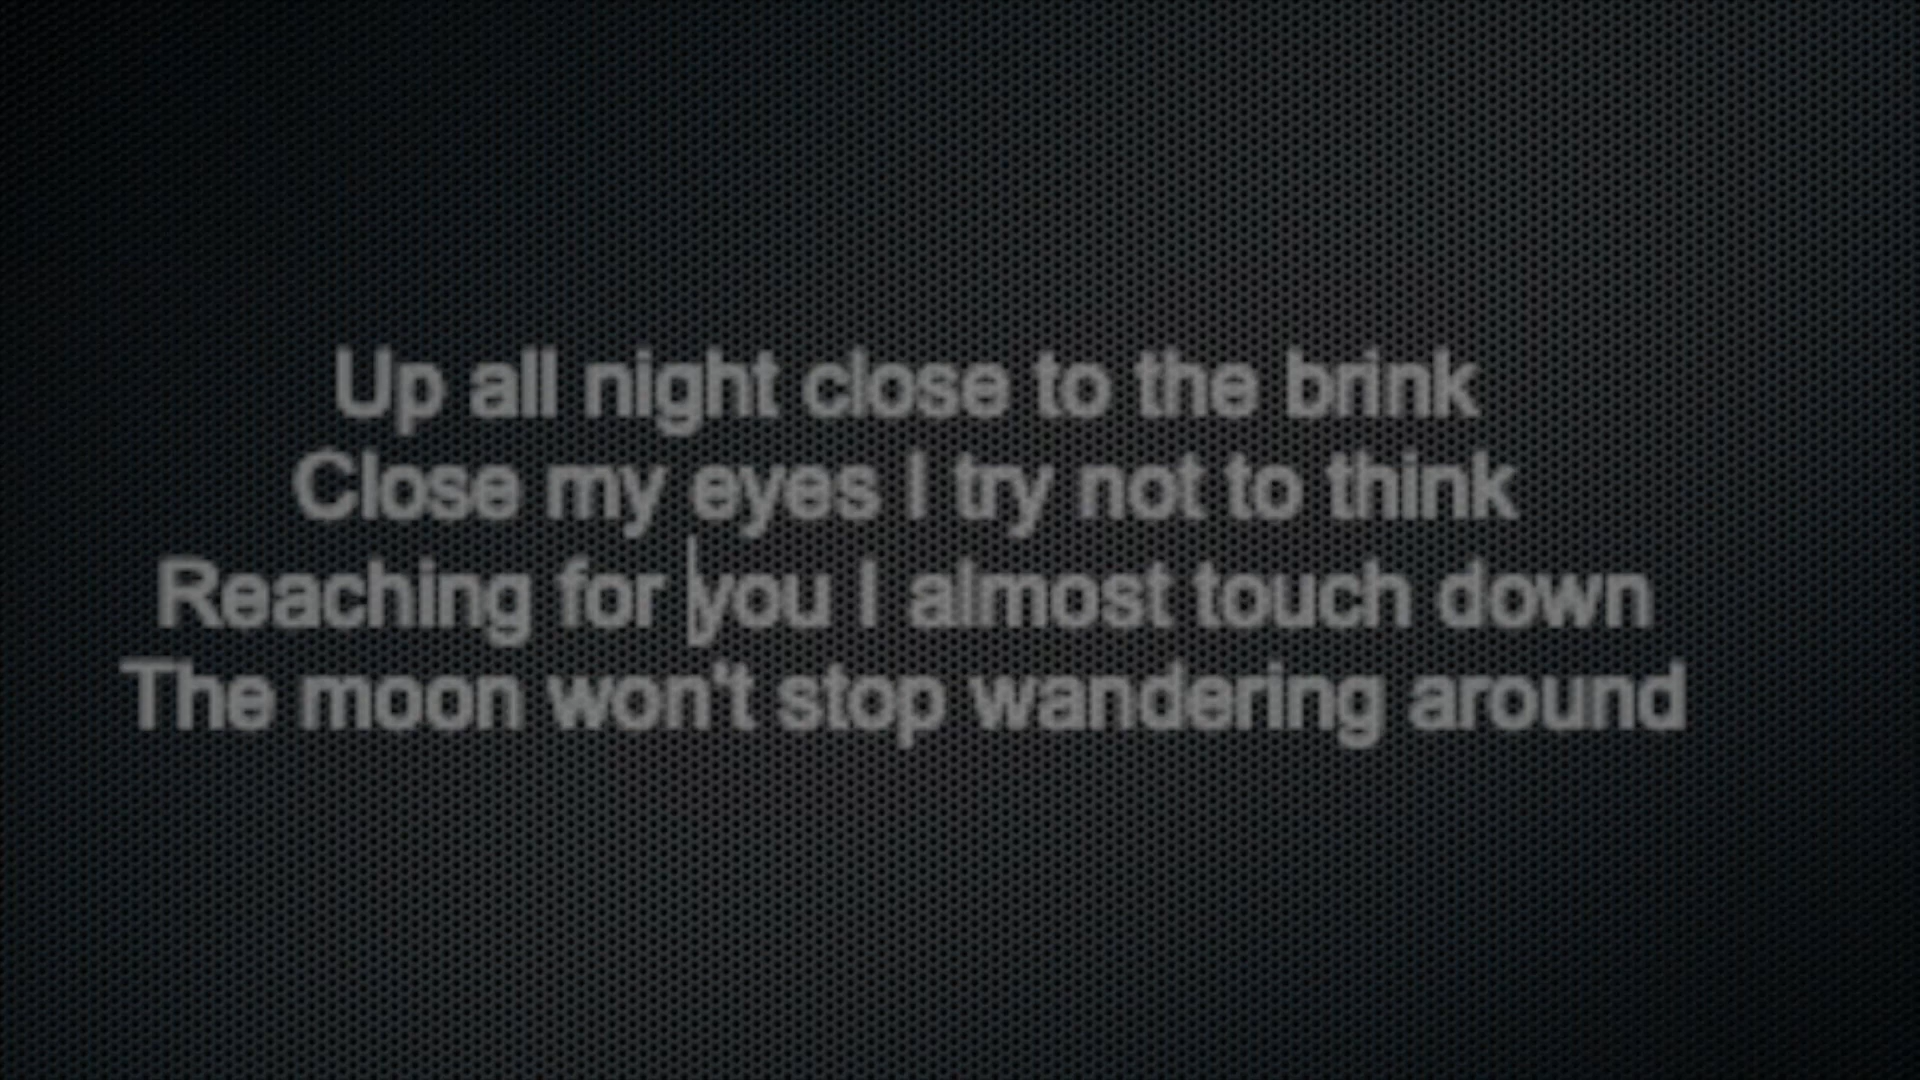 Up all night close to the brink
Close my eyes I try not to think
Reaching for you I almost touch down
The moon won't stop wandering around